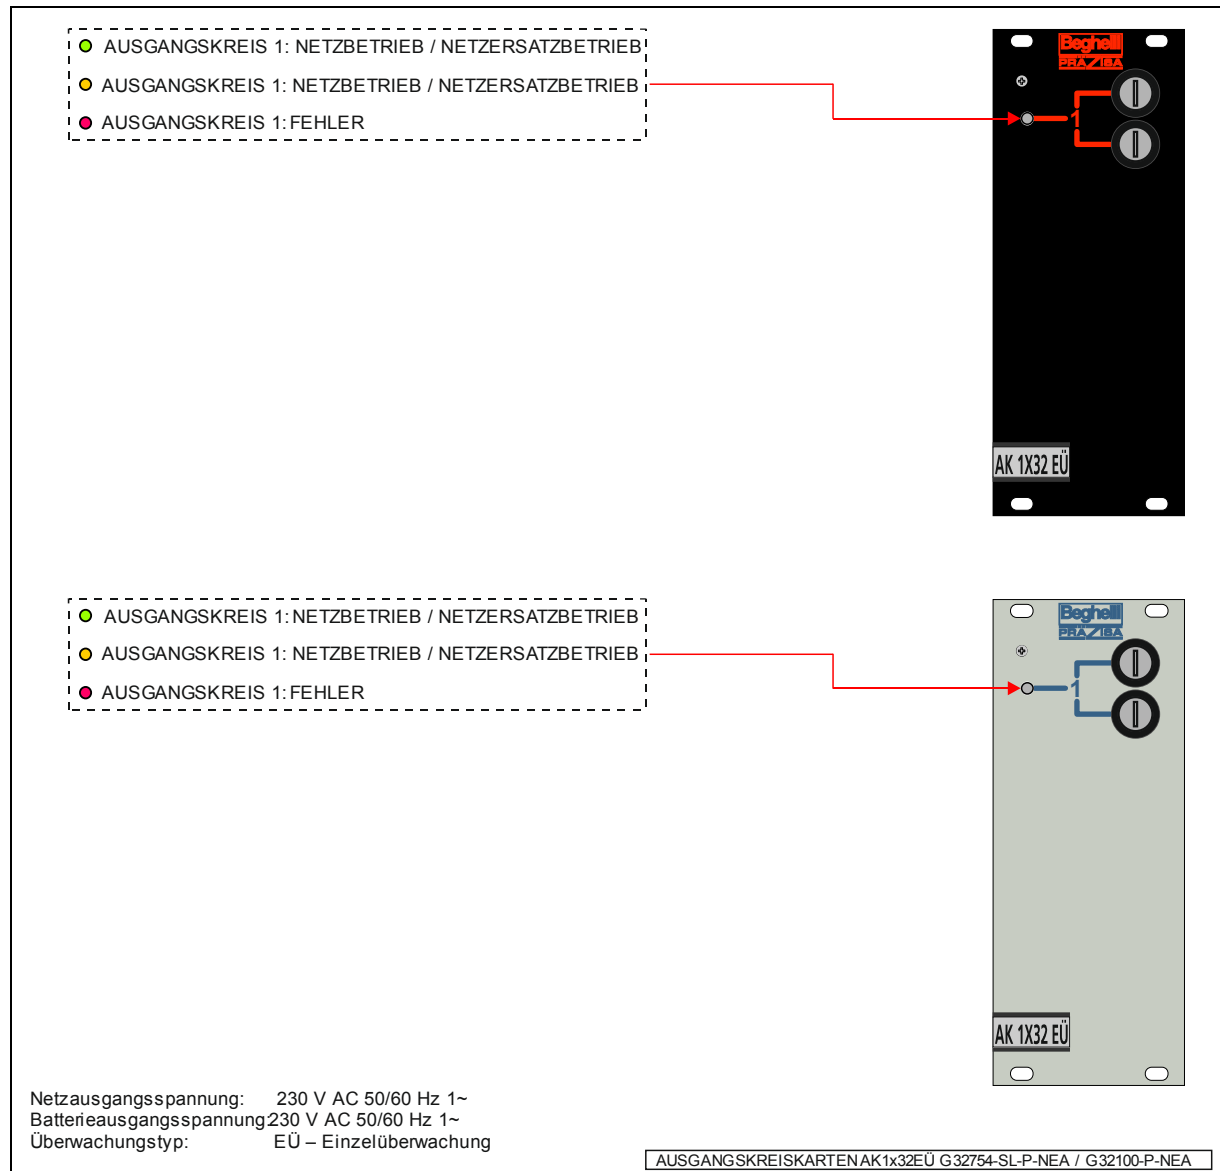 AUSGANGSKREIS 1: NETZBETRIEB / NETZERSATZBETRIEB
AUSGANGSKREIS 1: NETZBETRIEB / NETZERSATZBETRIEB
AUSGANGSKREIS 1: FEHLER
Beghelli
PRÄZISA
1
AK 1X32 EÜ
AUSGANGSKREIS 1: NETZBETRIEB / NETZERSATZBETRIEB
AUSGANGSKREIS 1: NETZBETRIEB / NETZERSATZBETRIEB
AUSGANGSKREIS 1: FEHLER
Beghelli
PRÄZISA
1
AK 1X32 EÜ
Netzausgangsspannung: 230 V AC 50/60 Hz 1~
Batterieausgangsspannung: 230 V AC 50/60 Hz 1~
Überwachungstyp: EÜ – Einzelüberwachung
AUSGANGSKREISKARTEN AK1x32EÜ G32754-SL-P-NEA / G32100-P-NEA